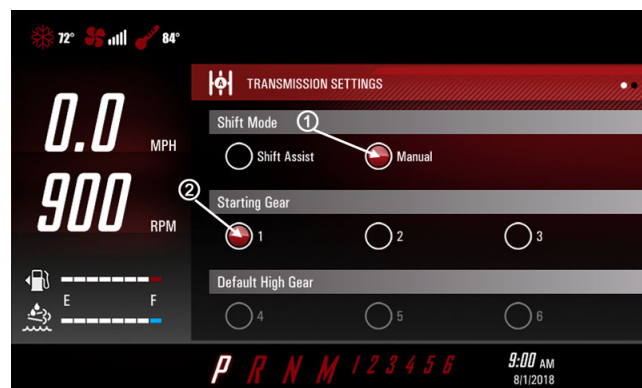 72° 84°
TRANSMISSION SETTINGS
Shift Mode 1
Shift Assist Manual
0.0 MPH
2
Starting Gear
900 RPM
1 2 3
Default High Gear
E F
4 5 6
P R N M 1 2 3 4 5 6
9:00 AM
8/1/2018